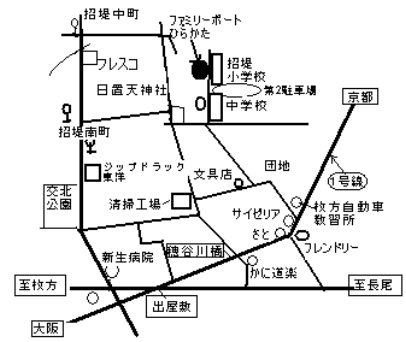 招堤中町
ファミリーポート
ひらかた
フレスコ
日置天神社
招堤
小学校
第2駐車場
中学校
京都
招堤南町
ジップドラック
東洋
文具店
団地
1号線
交北
公園
清掃工場
サイゼリア
枚方自動車
教習所
さと
フレンドリー
新生病院
穂谷川橋
かに道楽
至枚方
出屋敷
至長尾
大阪